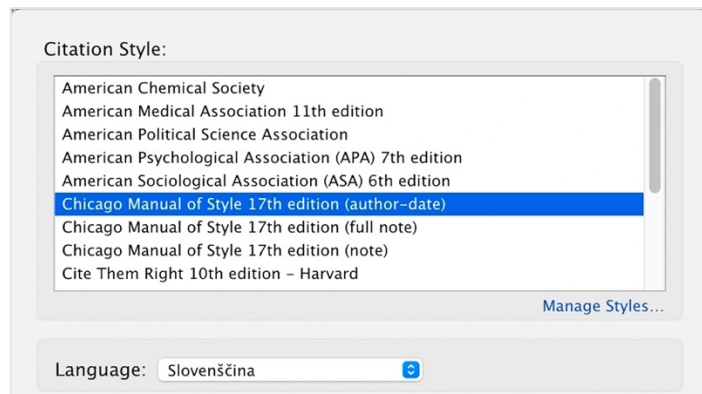 Citation Style:
American Chemical Society
American Medical Association 11th edition
American Political Science Association
American Psychological Association (APA) 7th edition
American Sociological Association (ASA) 6th edition
Chicago Manual of Style 17th edition (author-date)
Chicago Manual of Style 17th edition (full note)
Chicago Manual of Style 17th edition (note)
Cite Them Right 10th edition - Harvard
Manage Styles...
Language: Slovenščina